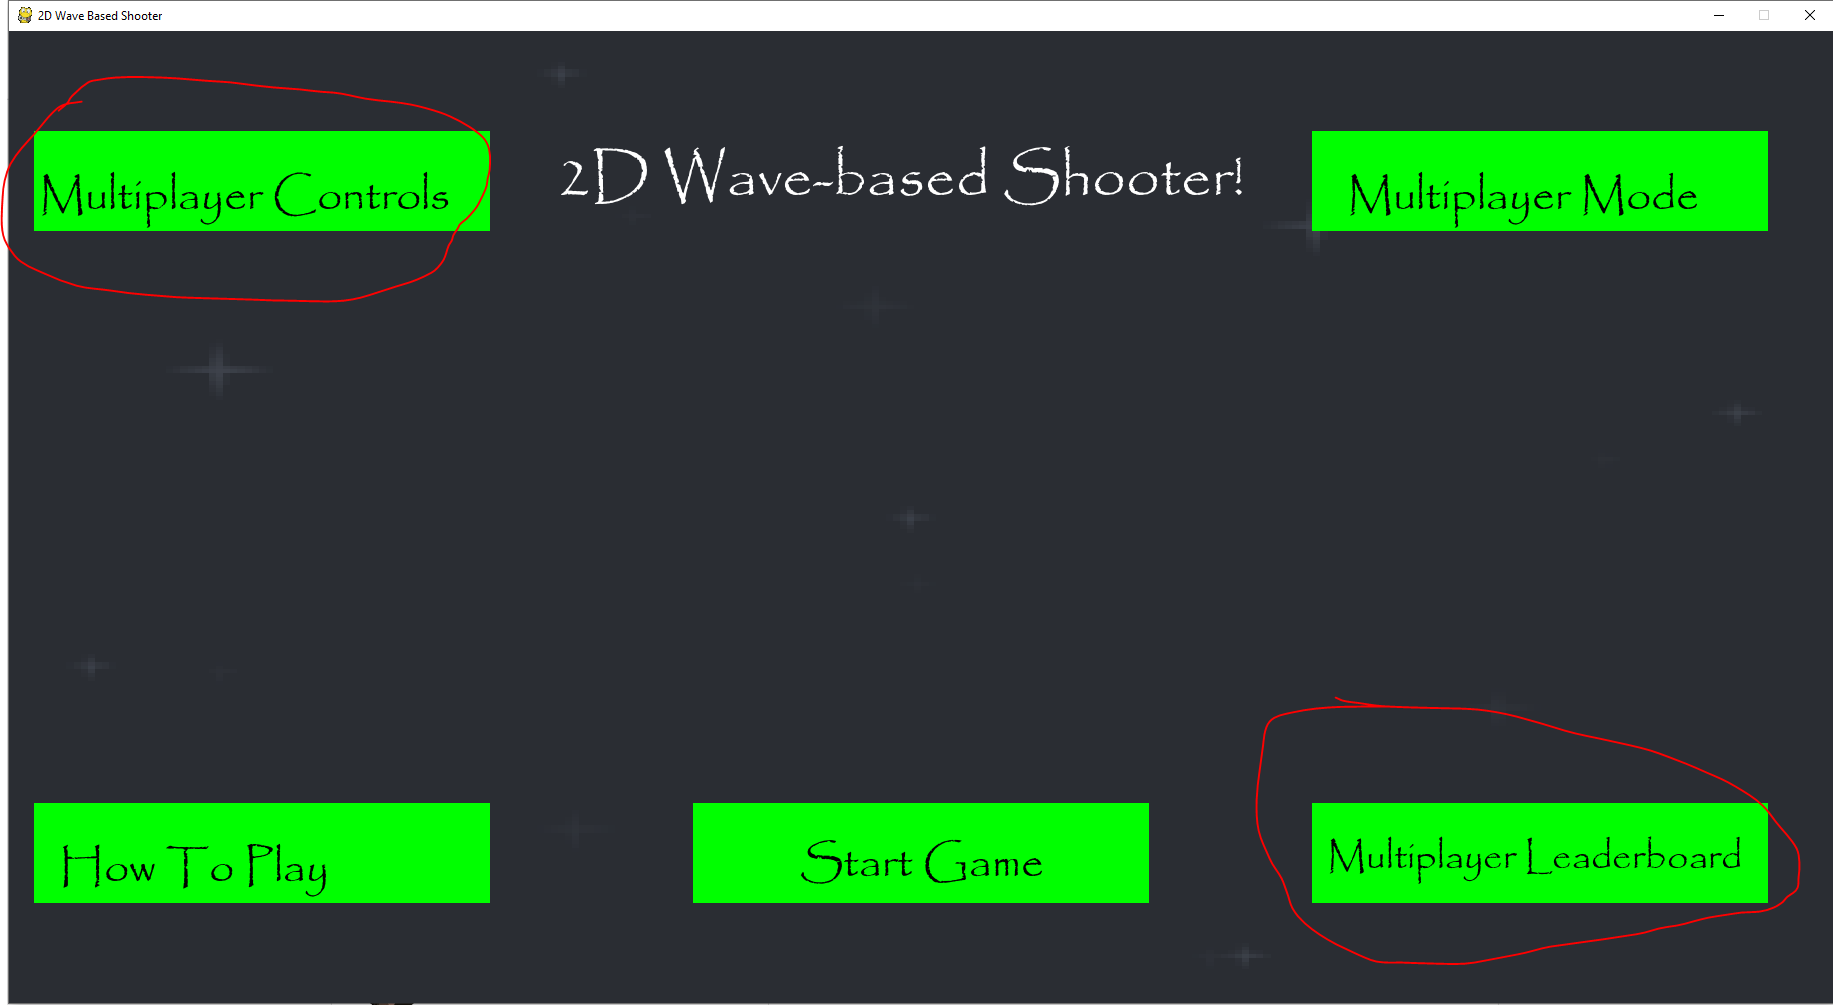 2D Wave Based Shooter
Multiplayer Controls
2D Wave-based Shooter!
Multiplayer Mode
How To Play
Start Game
Multiplayer Leaderboard